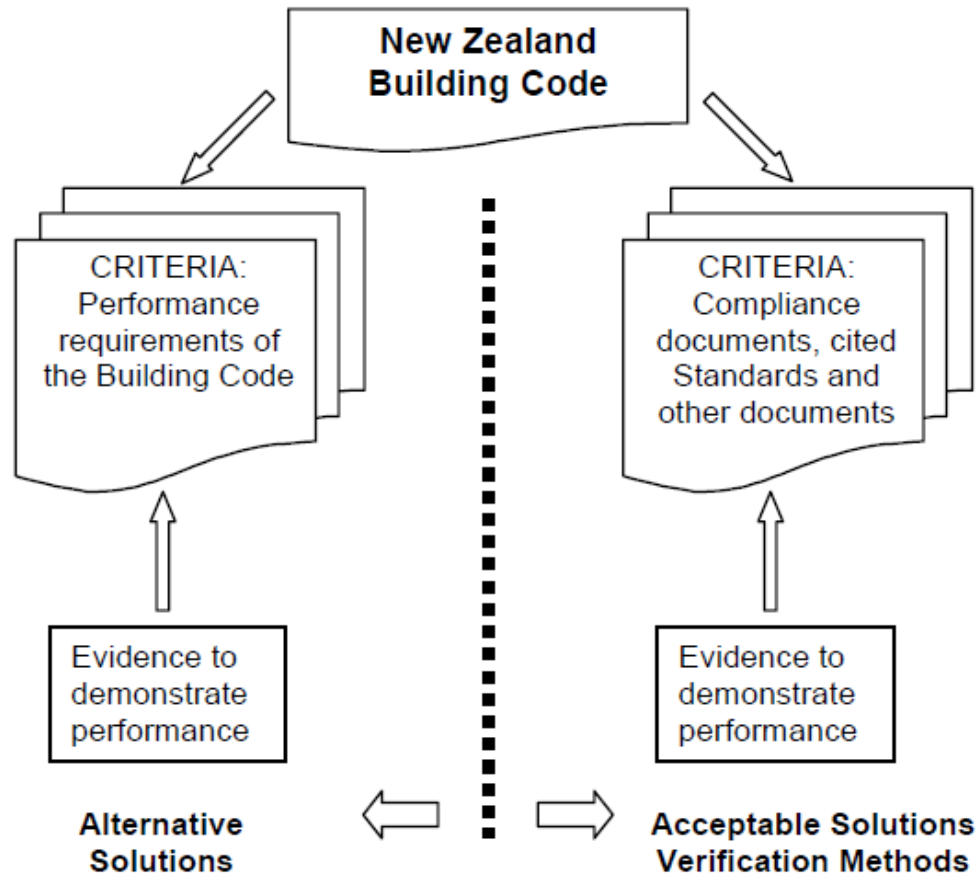 New Zealand
Building Code
CRITERIA:
Performance
requirements of
the Building Code
CRITERIA:
Compliance
documents, cited
Standards and
other documents
Evidence to
demonstrate
performance
Evidence to
demonstrate
performance
Alternative
Solutions
Acceptable Solutions
Verification Methods